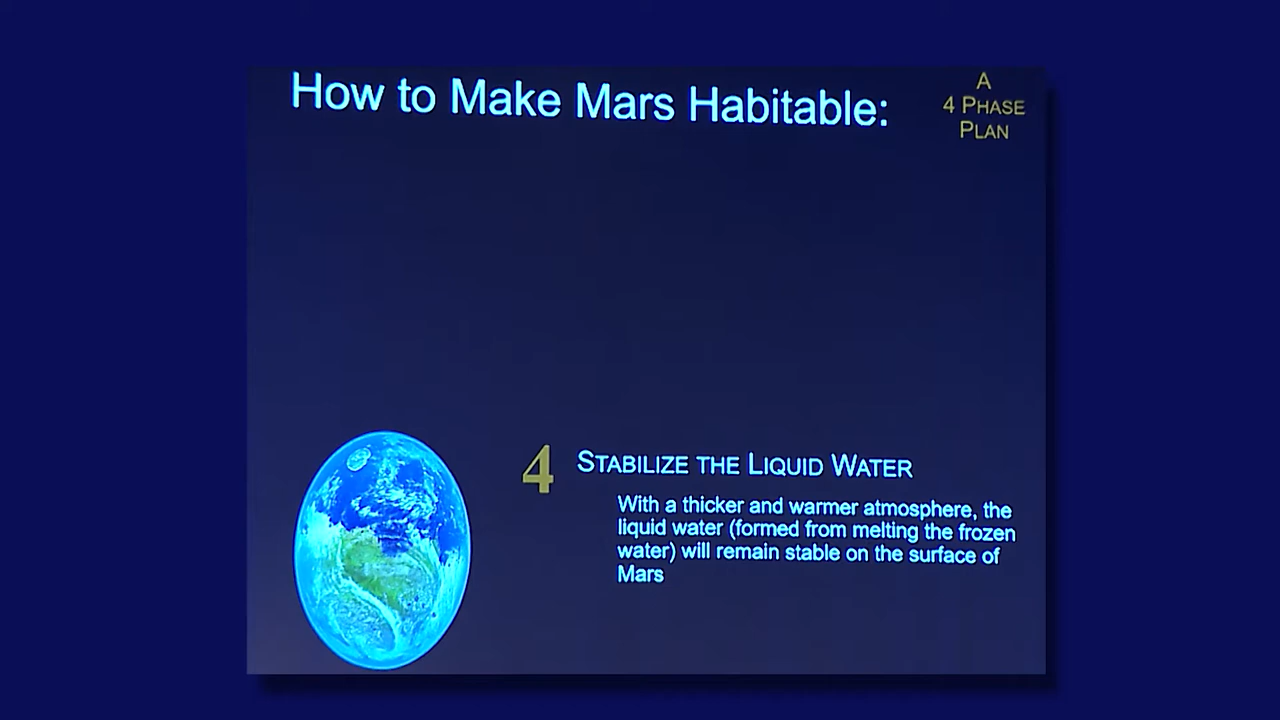 How to Make Mars Habitable:
A
4 PHASE
PLAN
4 STABILIZE THE LIQUID WATER
With a thicker and warmer atmosphere, the
liquid water (formed from melting the frozen
water) will remain stable on the surface of
Mars